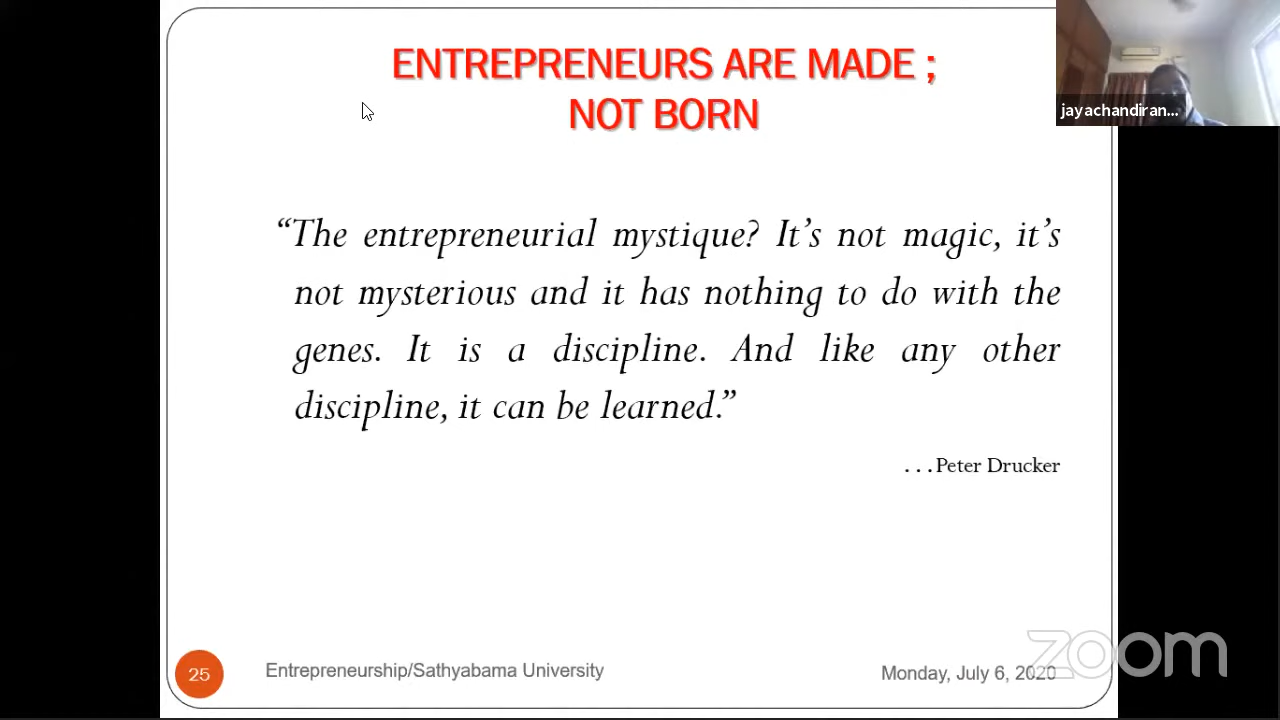 ENTREPRENEURS ARE MADE ;
NOT BORN
jayachandiran...
“The entrepreneurial mystique? It’s not magic, it’s
not mysterious and it has nothing to do with the
genes. It is a discipline. And like any other
discipline, it can be learned.”
...Peter Drucker
25
Entrepreneurship/Sathyabama University
Monday, July 6, 2020
zoom